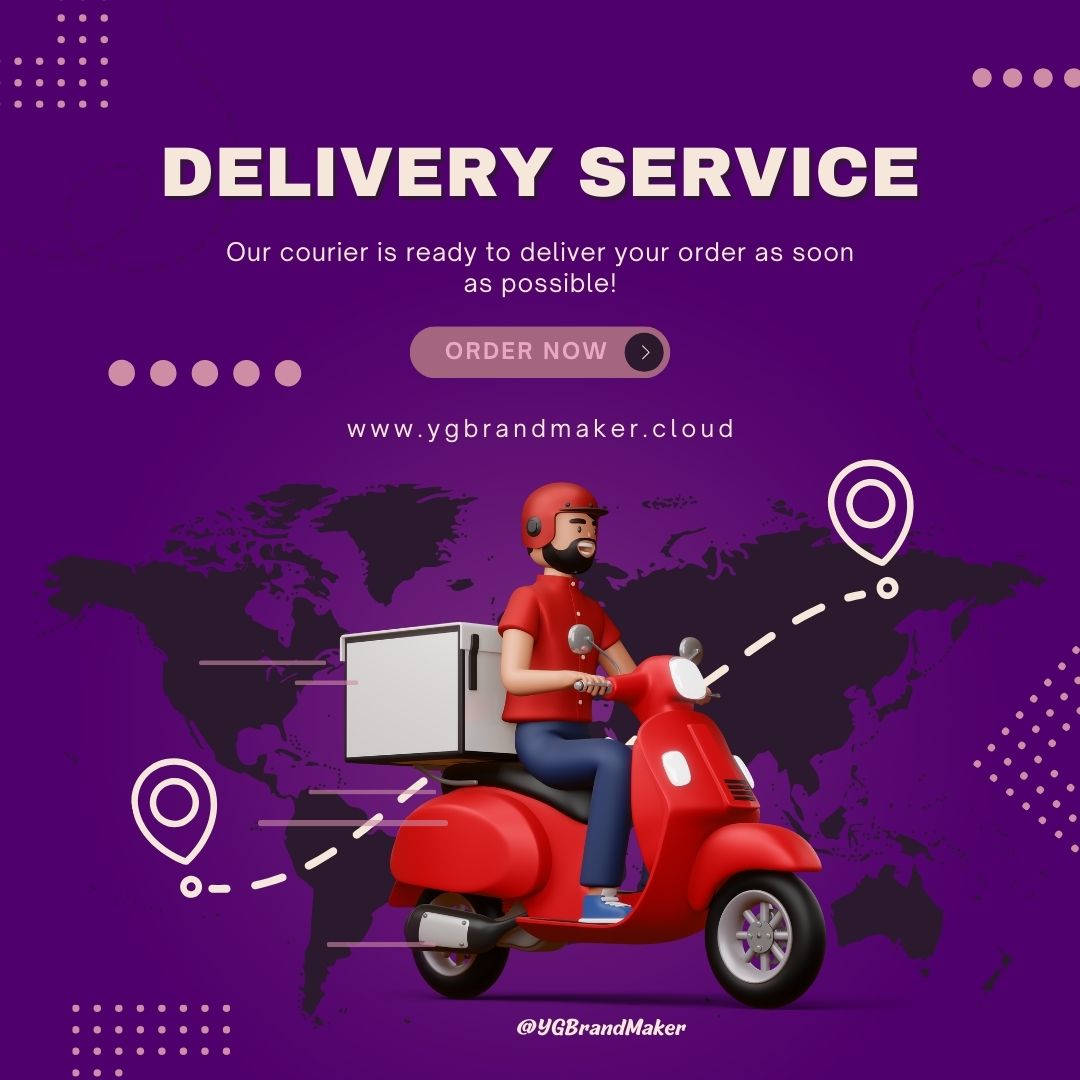 DELIVERY SERVICE
Our courier is ready to deliver your order as soon
as possible!
ORDER NOW
www.ygbrandmaker.cloud
@YGBrandMaker